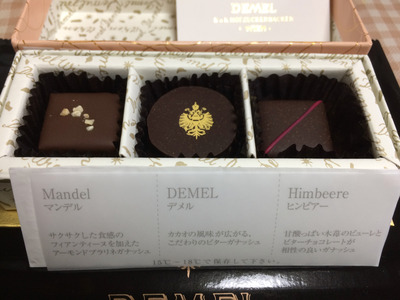 DEMEL
WIEN
Mandel
マンデル
サクサクした食感の
フィアンティーヌを加えた
アーモンドプラリネガナッシュ
DEMEL
デメル
カカオの風味が広がる、
こだわりのビターガナッシュ
Himbeere
ヒンビアー
甘酸っぱい木苺のピューレと
ビターチョコレートが
相性の良いガナッシュ
15℃-18℃で保存して下さい。
DEMEL